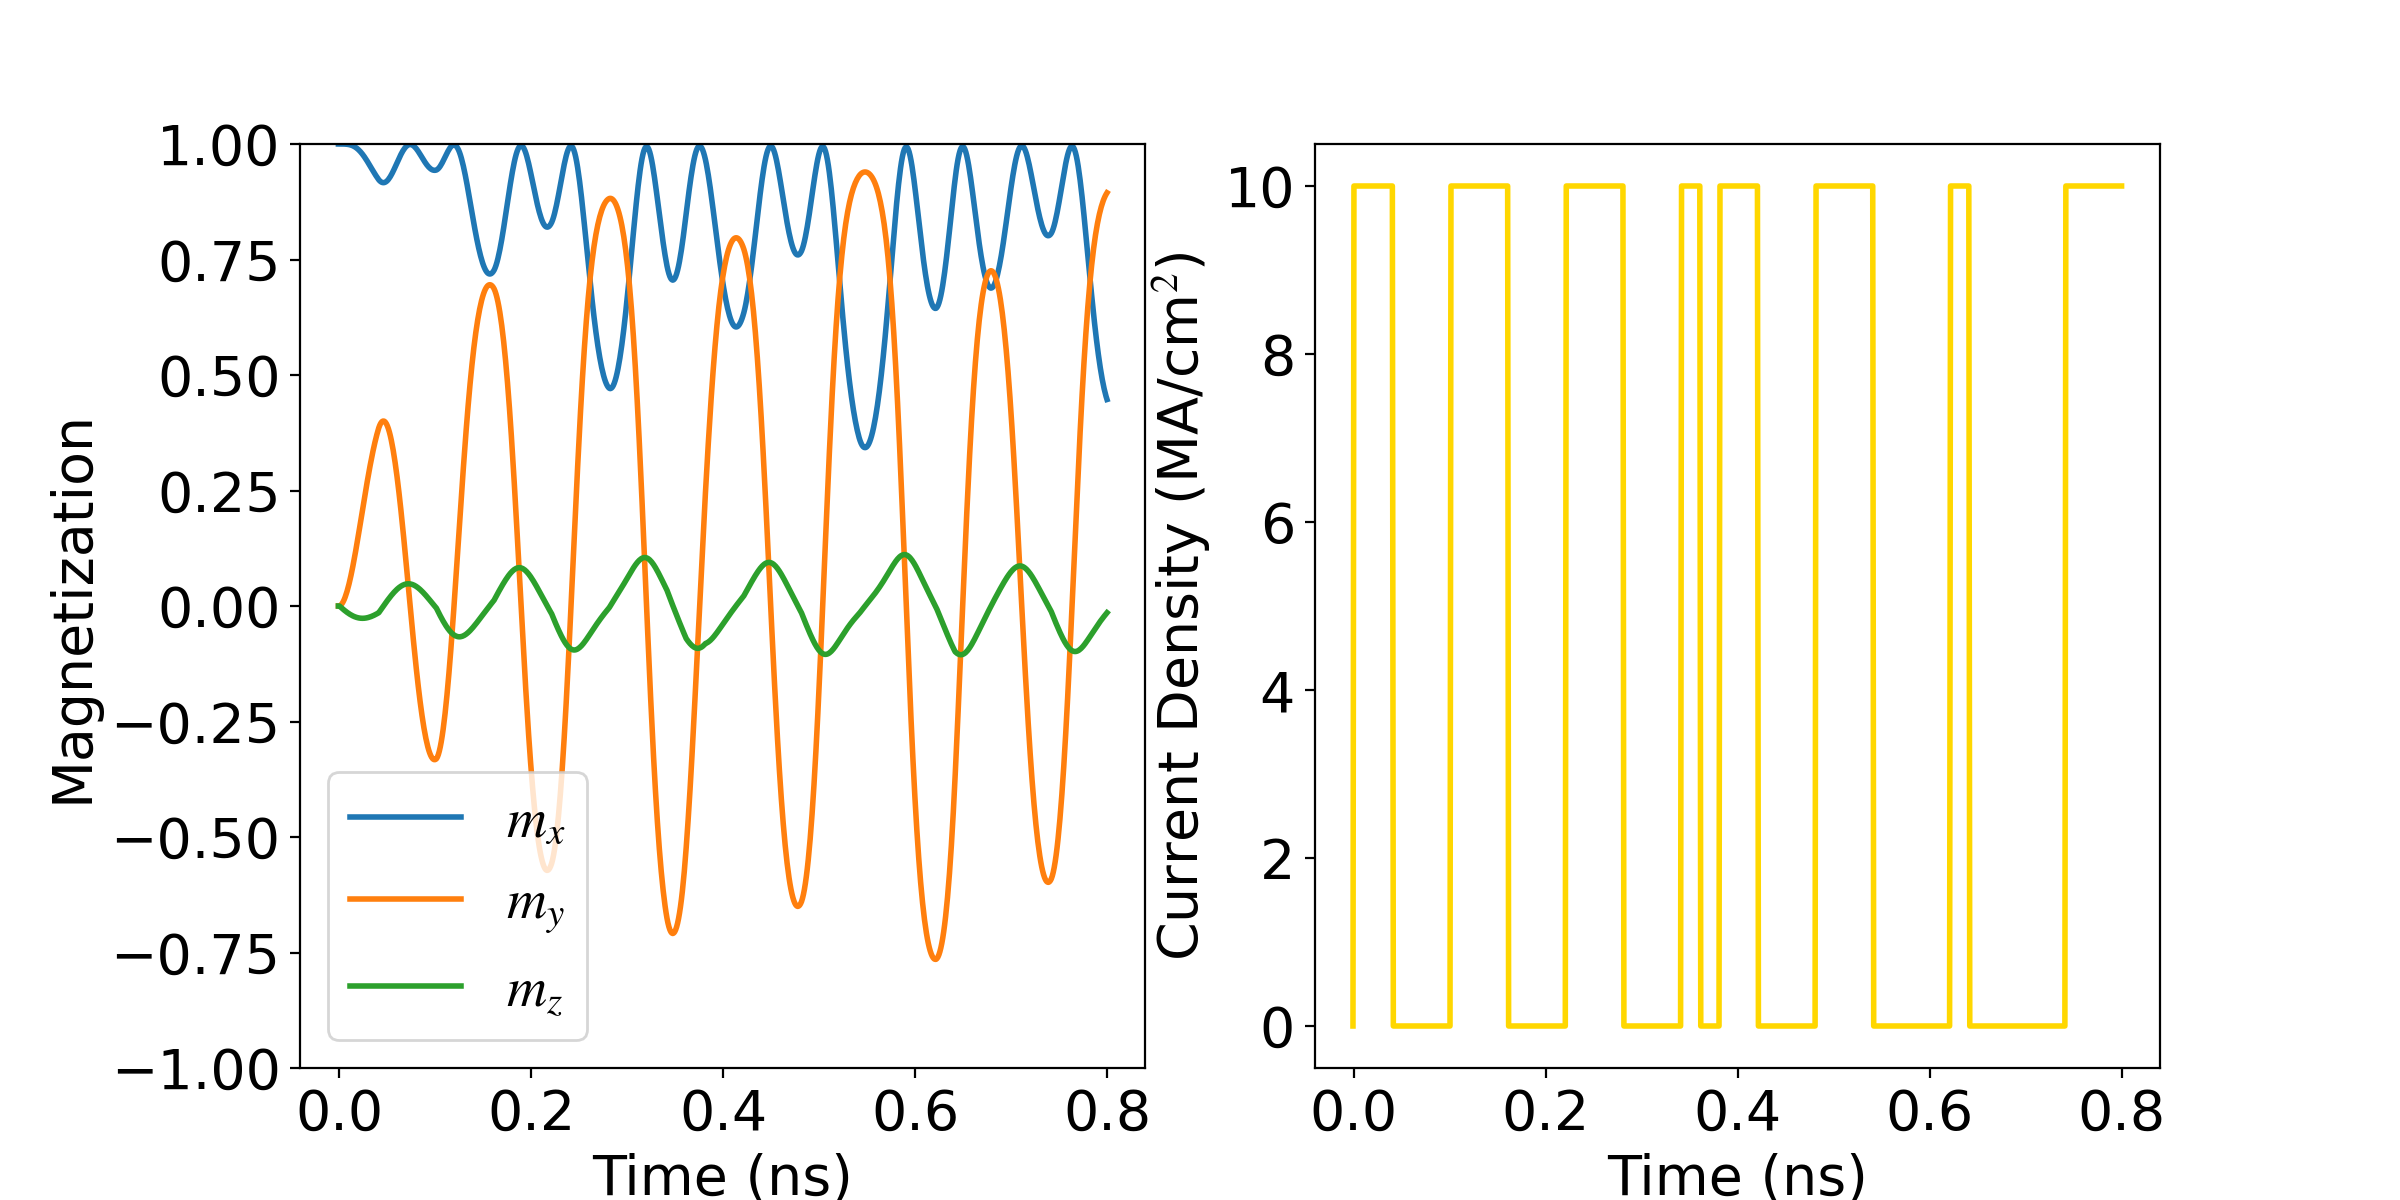 Magnetization
1.00
0.75
0.50
0.25
0.00
−0.25
−0.50
−0.75
−1.00
0.0 0.2 0.4 0.6 0.8
Time (ns)
m_x
m_y
m_z
Current Density (MA/cm²)
10
8
6
4
2
0
0.0 0.2 0.4 0.6 0.8
Time (ns)